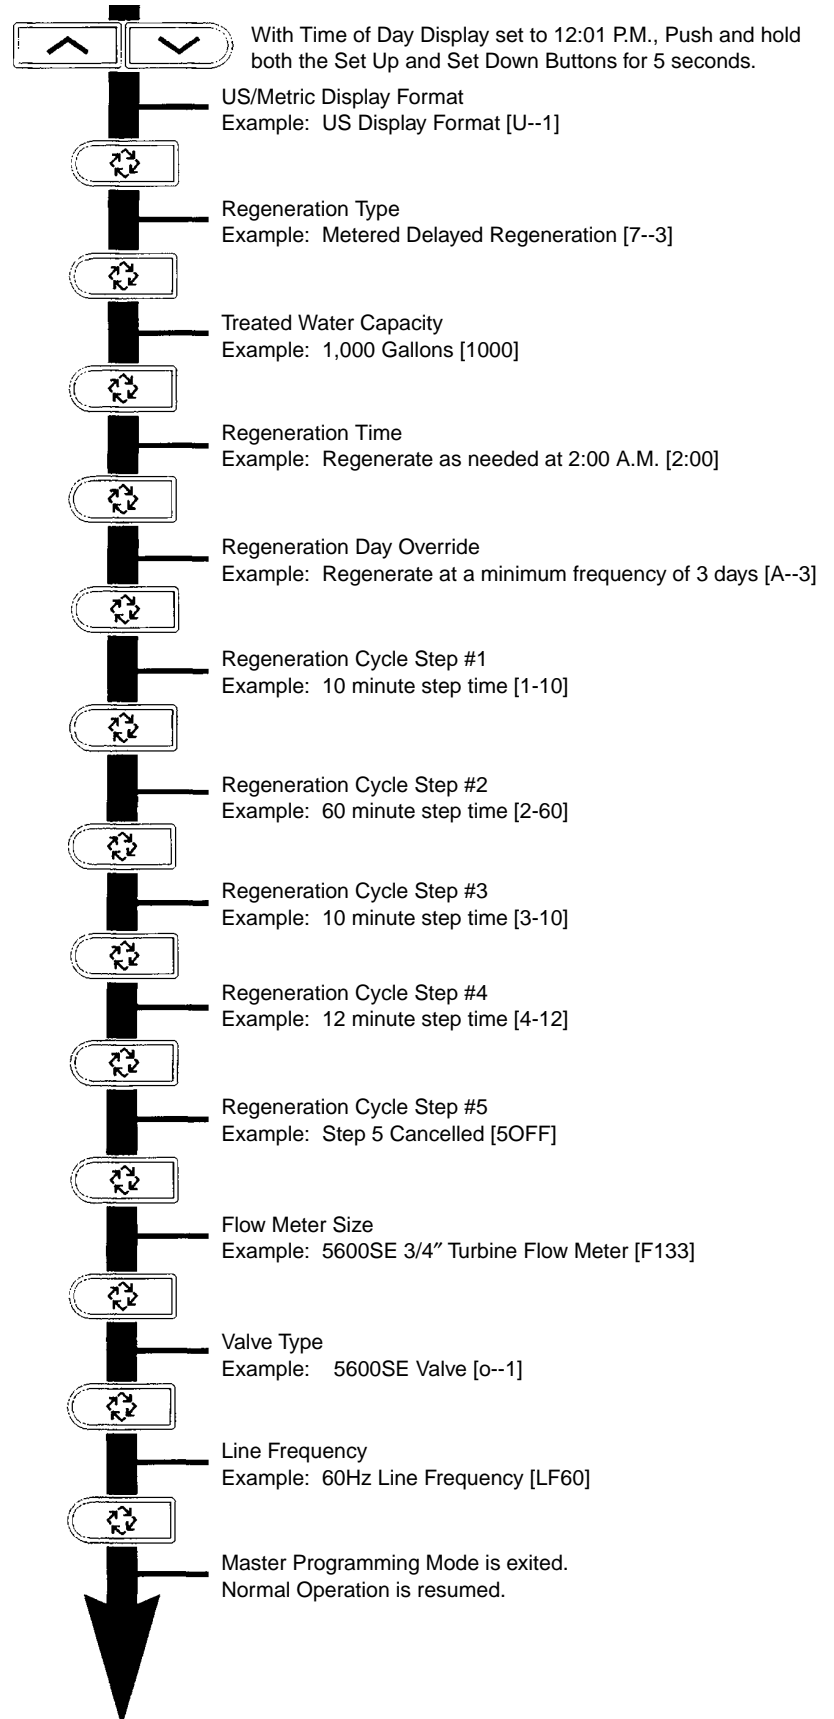 With Time of Day Display set to 12:01 P.M., Push and hold
both the Set Up and Set Down Buttons for 5 seconds.
US/Metric Display Format
Example: US Display Format [U--1]
Regeneration Type
Example: Metered Delayed Regeneration [7--3]
Treated Water Capacity
Example: 1,000 Gallons [1000]
Regeneration Time
Example: Regenerate as needed at 2:00 A.M. [2:00]
Regeneration Day Override
Example: Regenerate at a minimum frequency of 3 days [A--3]
Regeneration Cycle Step #1
Example: 10 minute step time [1-10]
Regeneration Cycle Step #2
Example: 60 minute step time [2-60]
Regeneration Cycle Step #3
Example: 10 minute step time [3-10]
Regeneration Cycle Step #4
Example: 12 minute step time [4-12]
Regeneration Cycle Step #5
Example: Step 5 Cancelled [5OFF]
Flow Meter Size
Example: 5600SE 3/4″ Turbine Flow Meter [F133]
Valve Type
Example: 5600SE Valve [o--1]
Line Frequency
Example: 60Hz Line Frequency [LF60]
Master Programming Mode is exited.
Normal Operation is resumed.